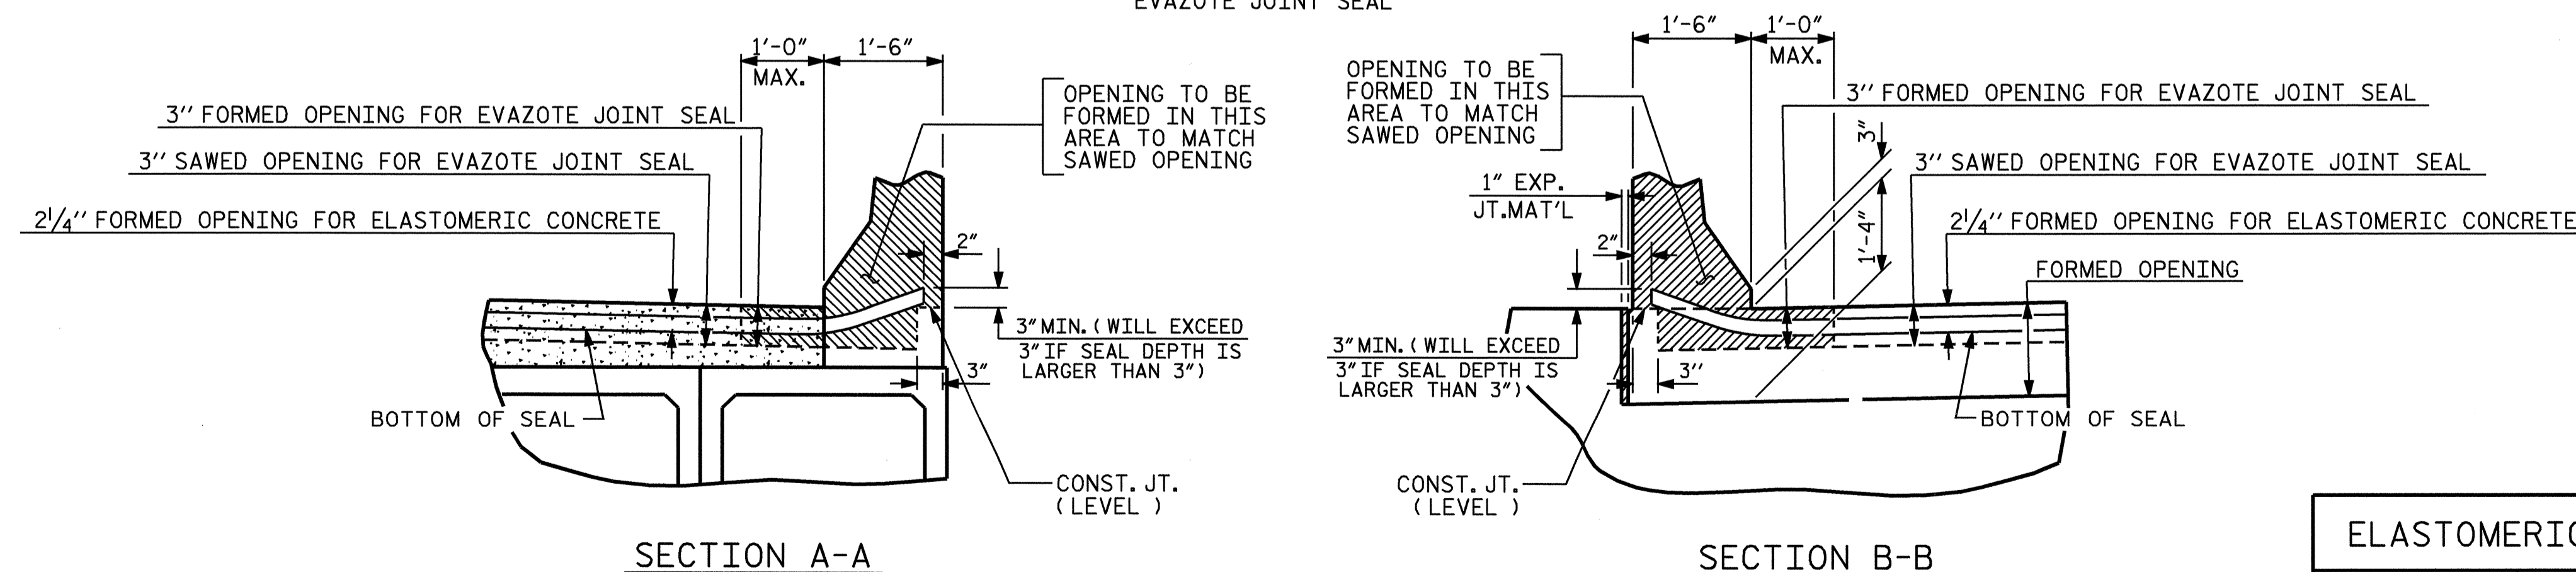 EVAZOTE JOINT SEAL
1'-0"
MAX.
1'-6"
3" FORMED OPENING FOR EVAZOTE JOINT SEAL
3" SAWED OPENING FOR EVAZOTE JOINT SEAL
2 1/4" FORMED OPENING FOR ELASTOMERIC CONCRETE
OPENING TO BE
FORMED IN THIS
AREA TO MATCH
SAWED OPENING
2"
3" MIN. ( WILL EXCEED
3" IF SEAL DEPTH IS
LARGER THAN 3")
3"
BOTTOM OF SEAL
CONST. JT.
( LEVEL )
SECTION A-A
1'-6"
1'-0"
MAX.
OPENING TO BE
FORMED IN THIS
AREA TO MATCH
SAWED OPENING
1" EXP.
JT. MAT'L
2"
3" FORMED OPENING FOR EVAZOTE JOINT SEAL
3"
3" SAWED OPENING FOR EVAZOTE JOINT SEAL
1'-4"
2 1/4" FORMED OPENING FOR ELASTOMERIC CONCRETE
FORMED OPENING
3" MIN. ( WILL EXCEED
3" IF SEAL DEPTH IS
LARGER THAN 3")
3"
BOTTOM OF SEAL
CONST. JT.
( LEVEL )
SECTION B-B
ELASTOMERIC